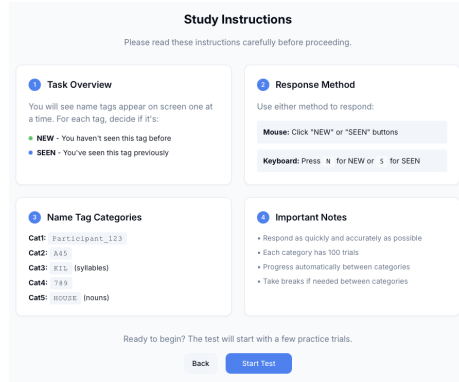 Study Instructions
Please read these instructions carefully before proceeding.
1 Task Overview
You will see name tags appear on screen one at
a time. For each tag, decide if it's:
NEW - You haven't seen this tag before
SEEN - You've seen this tag previously
2 Response Method
Use either method to respond:
Mouse: Click "NEW" or "SEEN" buttons
Keyboard: Press N for NEW or S for SEEN
3 Name Tag Categories
Cat1: Participant_123
Cat2: A45
Cat3: KIL (syllables)
Cat4: 789
Cat5: HOUSE (nouns)
4 Important Notes
• Respond as quickly and accurately as possible
• Each category has 100 trials
• Progress automatically between categories
• Take breaks if needed between categories
Ready to begin? The test will start with a few practice trials.
Back
Start Test